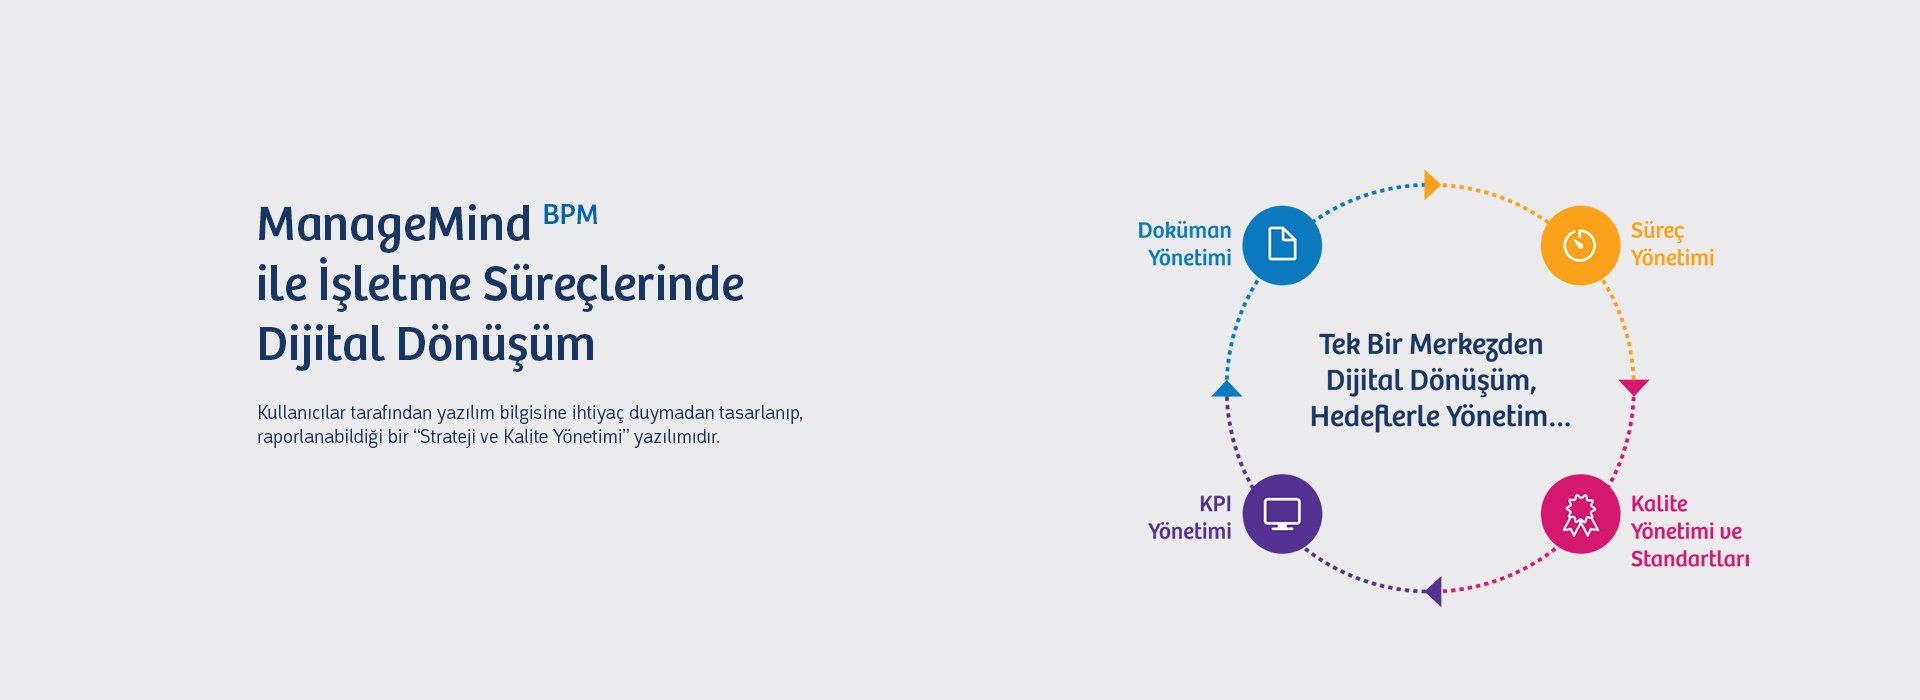 ManageMind BPM
ile İşletme Süreçlerinde
Dijital Dönüşüm
Kullanıcılar tarafından yazılım bilgisine ihtiyaç duymadan tasarlanıp,
raporlanabildiği bir “Strateji ve Kalite Yönetimi” yazılımıdır.
Doküman
Yönetimi
Süreç
Yönetimi
Tek Bir Merkezden
Dijital Dönüşüm,
Hedeflerle Yönetim...
KPI
Yönetimi
Kalite
Yönetimi ve
Standartları